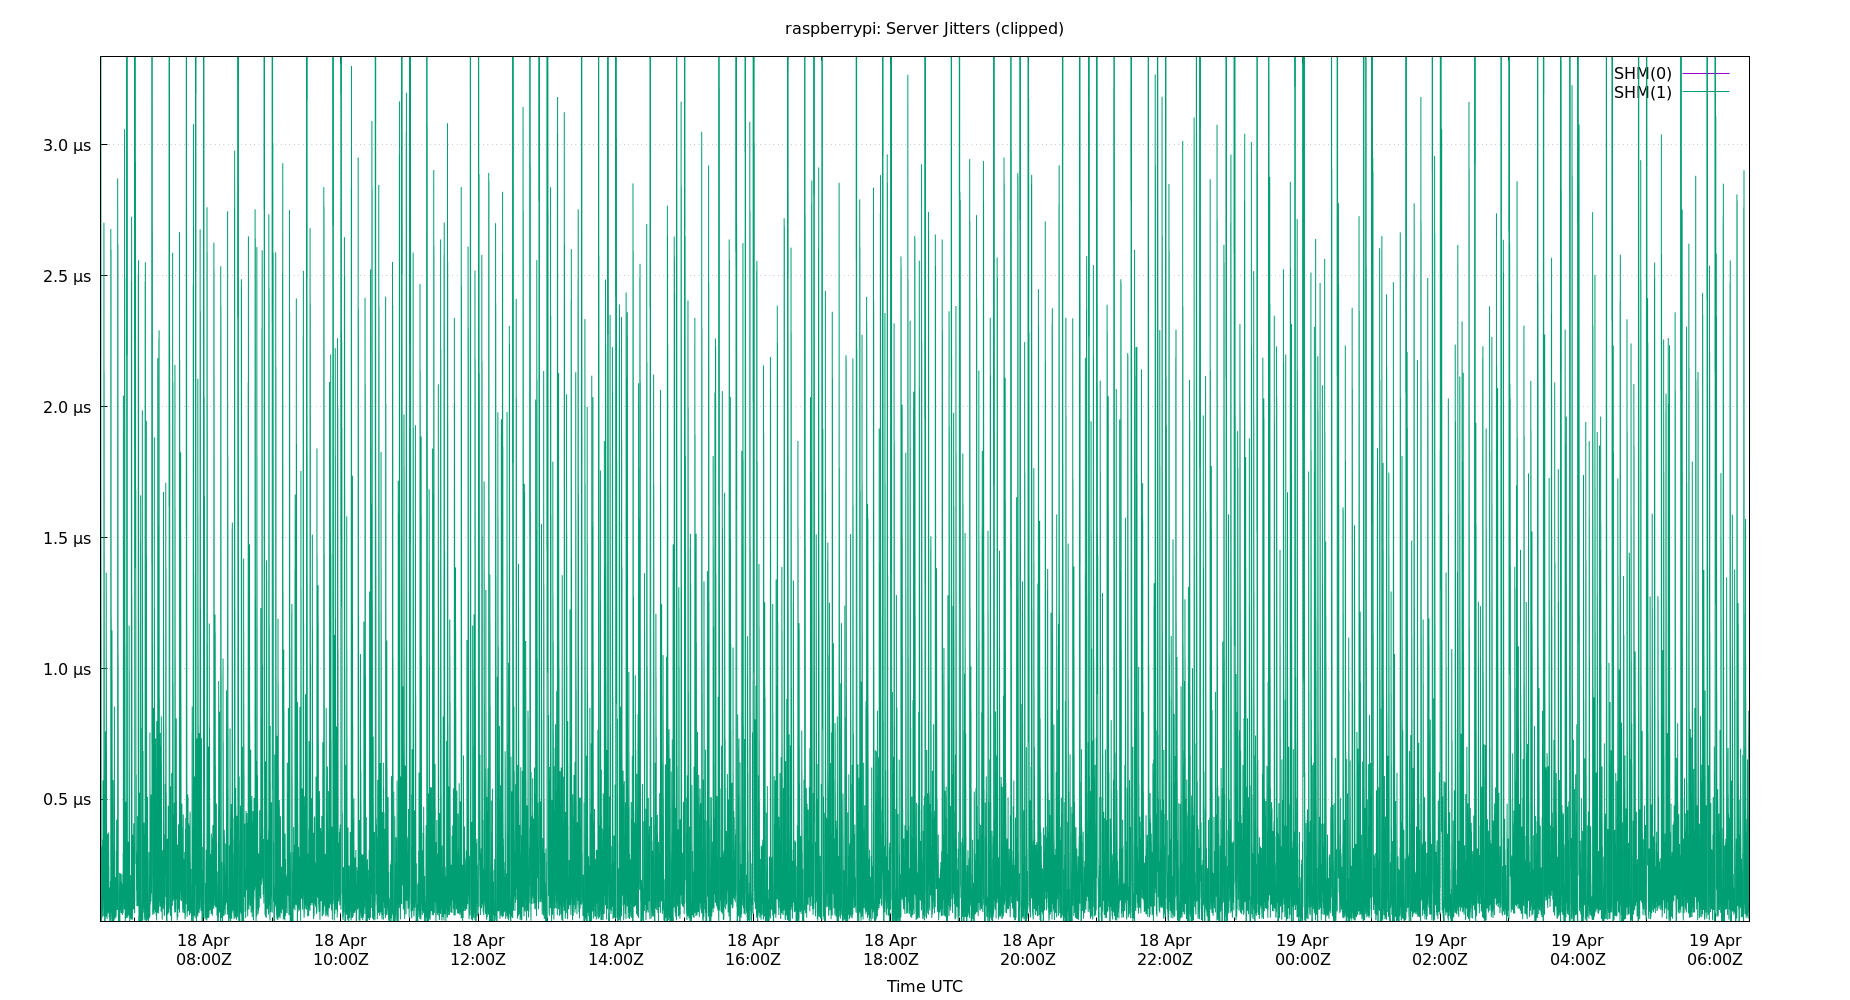 raspberrypi: Server Jitters (clipped)
SHM(0)
SHM(1)
3.0 µs
2.5 µs
2.0 µs
1.5 µs
1.0 µs
0.5 µs
18 Apr 18 Apr 18 Apr 18 Apr 18 Apr 18 Apr 18 Apr 18 Apr 19 Apr 19 Apr 19 Apr 19 Apr
08:00Z 10:00Z 12:00Z 14:00Z 16:00Z 18:00Z 20:00Z 22:00Z 00:00Z 02:00Z 04:00Z 06:00Z
Time UTC